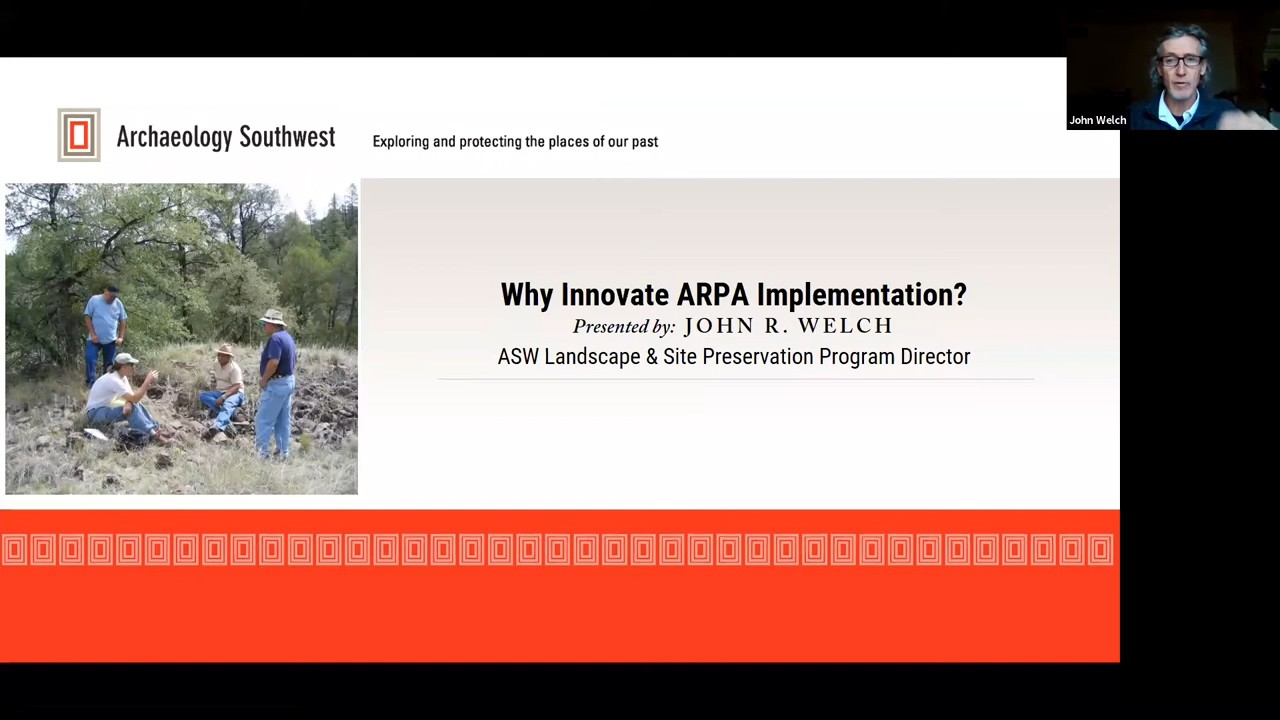 John Welch
Archaeology Southwest
Exploring and protecting the places of our past
Why Innovate ARPA Implementation?
Presented by: JOHN R. WELCH
ASW Landscape & Site Preservation Program Director